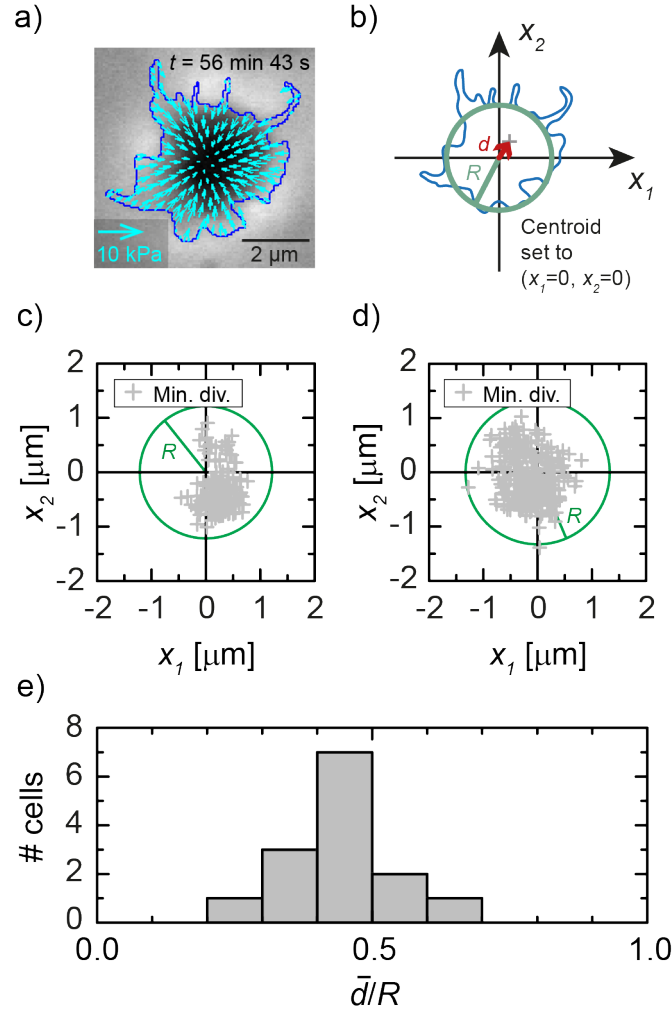 a)
t = 56 min 43 s
10 kPa
2 μm
b)
x2
d
R
x1
Centroid
set to
(x1=0, x2=0)
c)
2
1
0
-1
-2
-2 -1 0 1 2
x2 [μm]
x1 [μm]
Min. div.
R
d)
2
1
0
-1
-2
-2 -1 0 1 2
x2 [μm]
x1 [μm]
Min. div.
R
e)
8
6
4
2
0
0.0 0.5 1.0
# cells
d̄/R